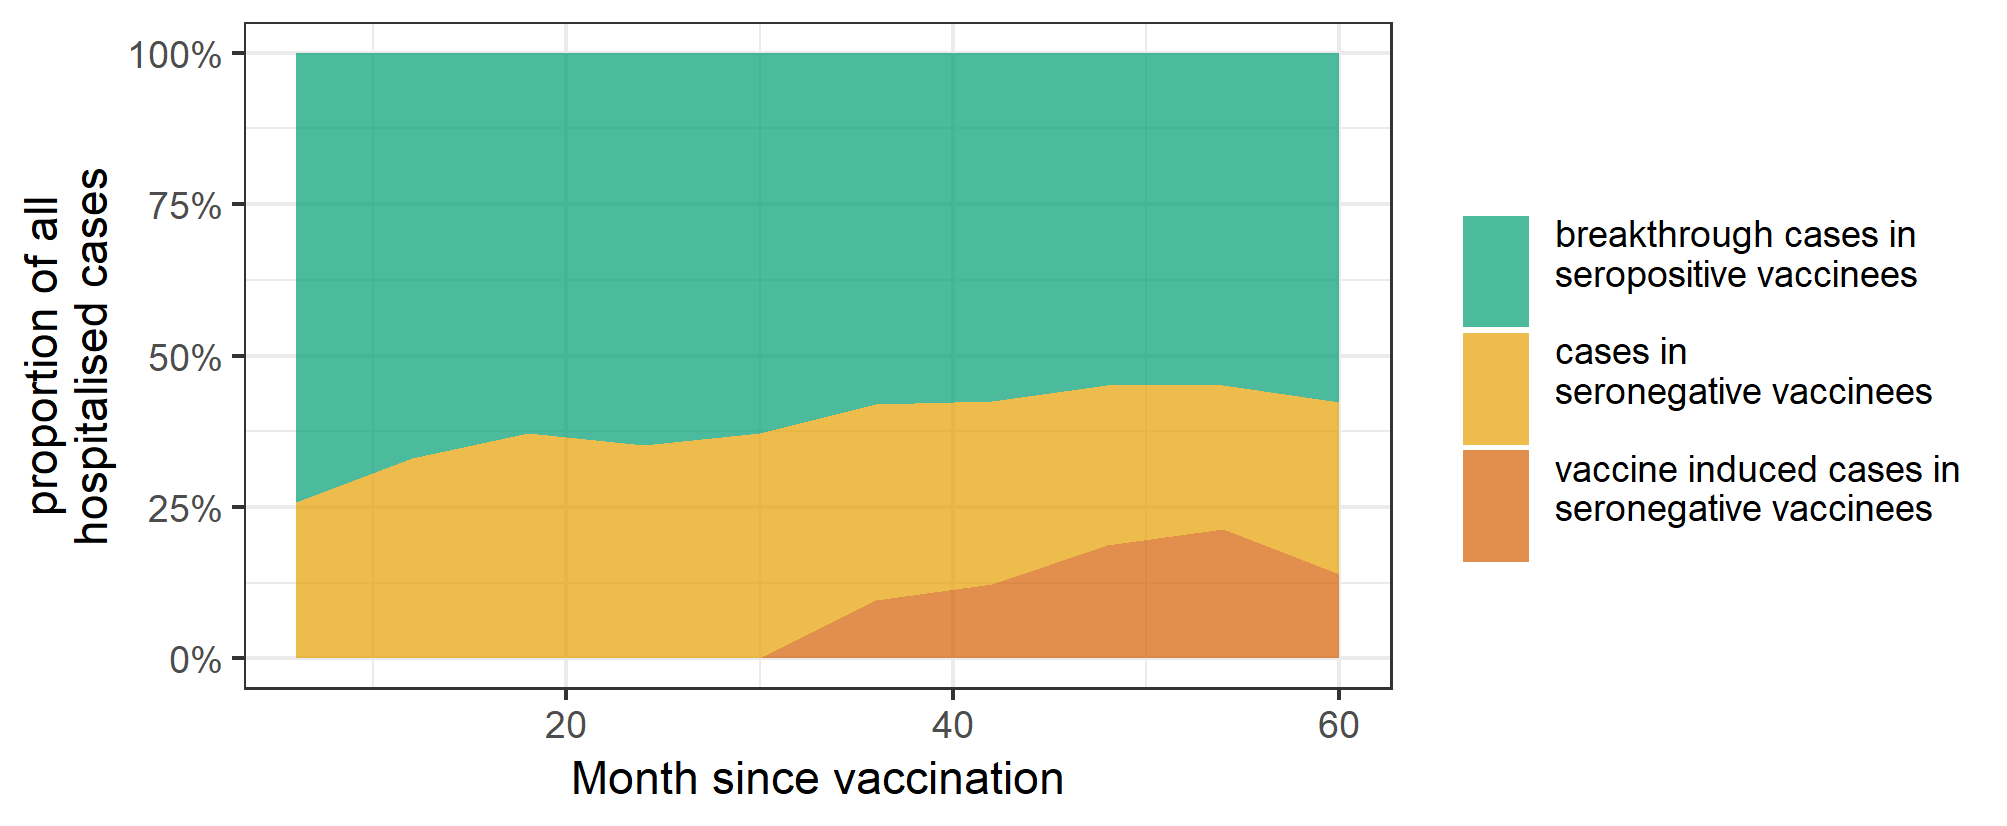 proportion of all
hospitalised cases
100%
75%
50%
25%
0%
20
40
60
Month since vaccination
breakthrough cases in
seropositive vaccinees
cases in
seronegative vaccinees
vaccine induced cases in
seronegative vaccinees